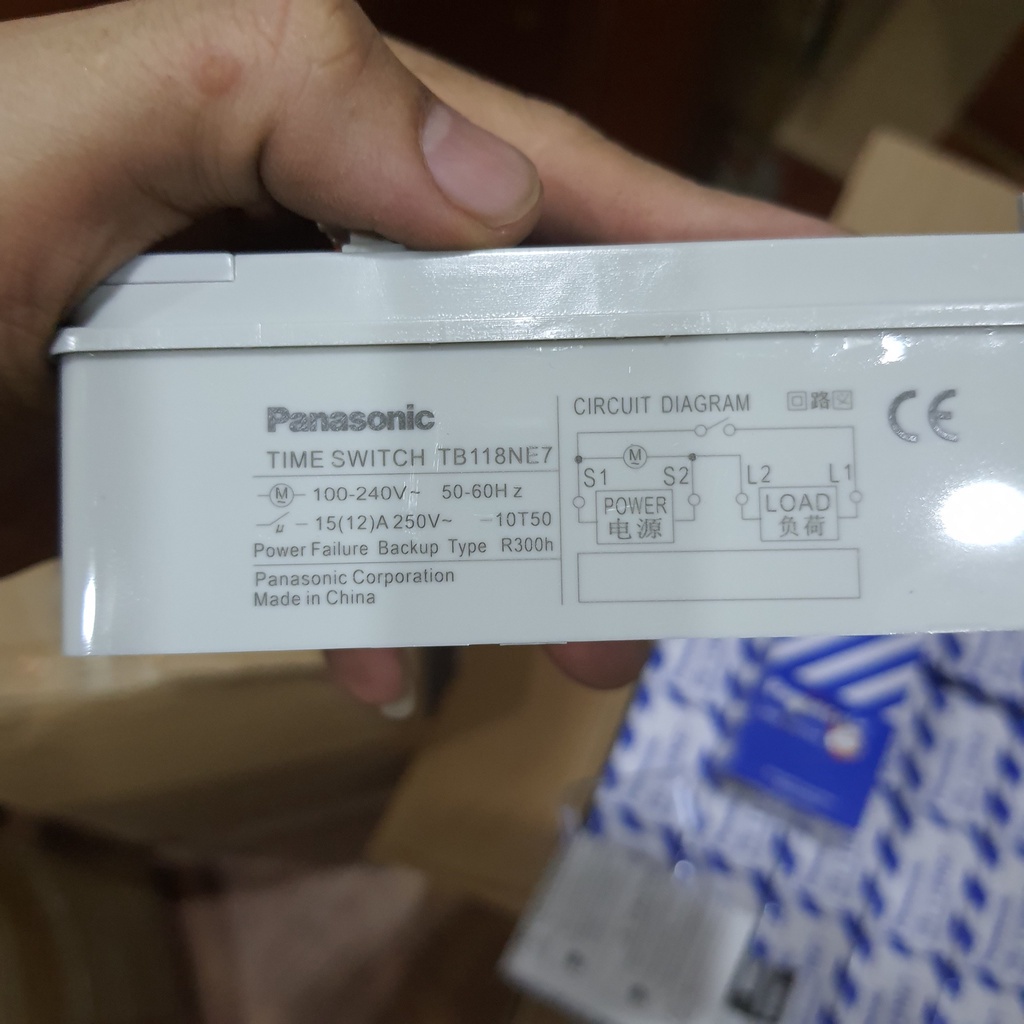 Panasonic
TIME SWITCH TB118NE7
M 100-240V~ 50-60Hz
μ - 15(12)A 250V~ -10T50
Power Failure Backup Type R300h
Panasonic Corporation
Made in China
CIRCUIT DIAGRAM 回路図
CE
M
S1 S2 L2 L1
POWER
电源
LOAD
负荷